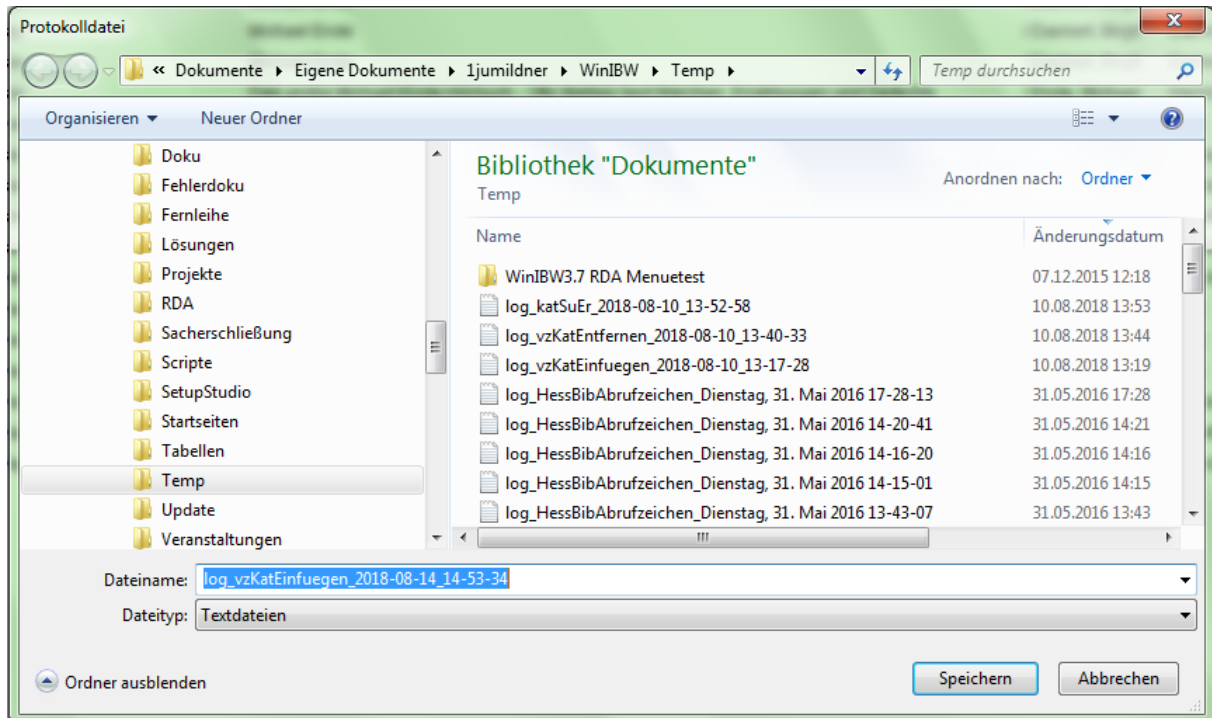 Protokolldatei
« Dokumente ▸ Eigene Dokumente ▸ 1jumildner ▸ WinIBW ▸ Temp ▸ Temp durchsuchen
Organisieren Neuer Ordner
Doku
Fehlerdoku
Fernleihe
Lösungen
Projekte
RDA
Sacherschließung
Scripte
SetupStudio
Startseiten
Tabellen
Temp
Update
Veranstaltungen
Bibliothek "Dokumente"
Temp
Anordnen nach: Ordner
Name Änderungsdatum
WinIBW3.7 RDA Menuetest 07.12.2015 12:18
log_katSuEr_2018-08-10_13-52-58 10.08.2018 13:53
log_vzKatEntfernen_2018-08-10_13-40-33 10.08.2018 13:44
log_vzKatEinfuegen_2018-08-10_13-17-28 10.08.2018 13:19
log_HessBibAbrufzeichen_Dienstag, 31. Mai 2016 17-28-13 31.05.2016 17:28
log_HessBibAbrufzeichen_Dienstag, 31. Mai 2016 14-20-41 31.05.2016 14:21
log_HessBibAbrufzeichen_Dienstag, 31. Mai 2016 14-16-20 31.05.2016 14:16
log_HessBibAbrufzeichen_Dienstag, 31. Mai 2016 14-15-01 31.05.2016 14:15
log_HessBibAbrufzeichen_Dienstag, 31. Mai 2016 13-43-07 31.05.2016 13:43
Dateiname: log_vzKatEinfuegen_2018-08-14_14-53-34
Dateityp: Textdateien
Ordner ausblenden
Speichern Abbrechen